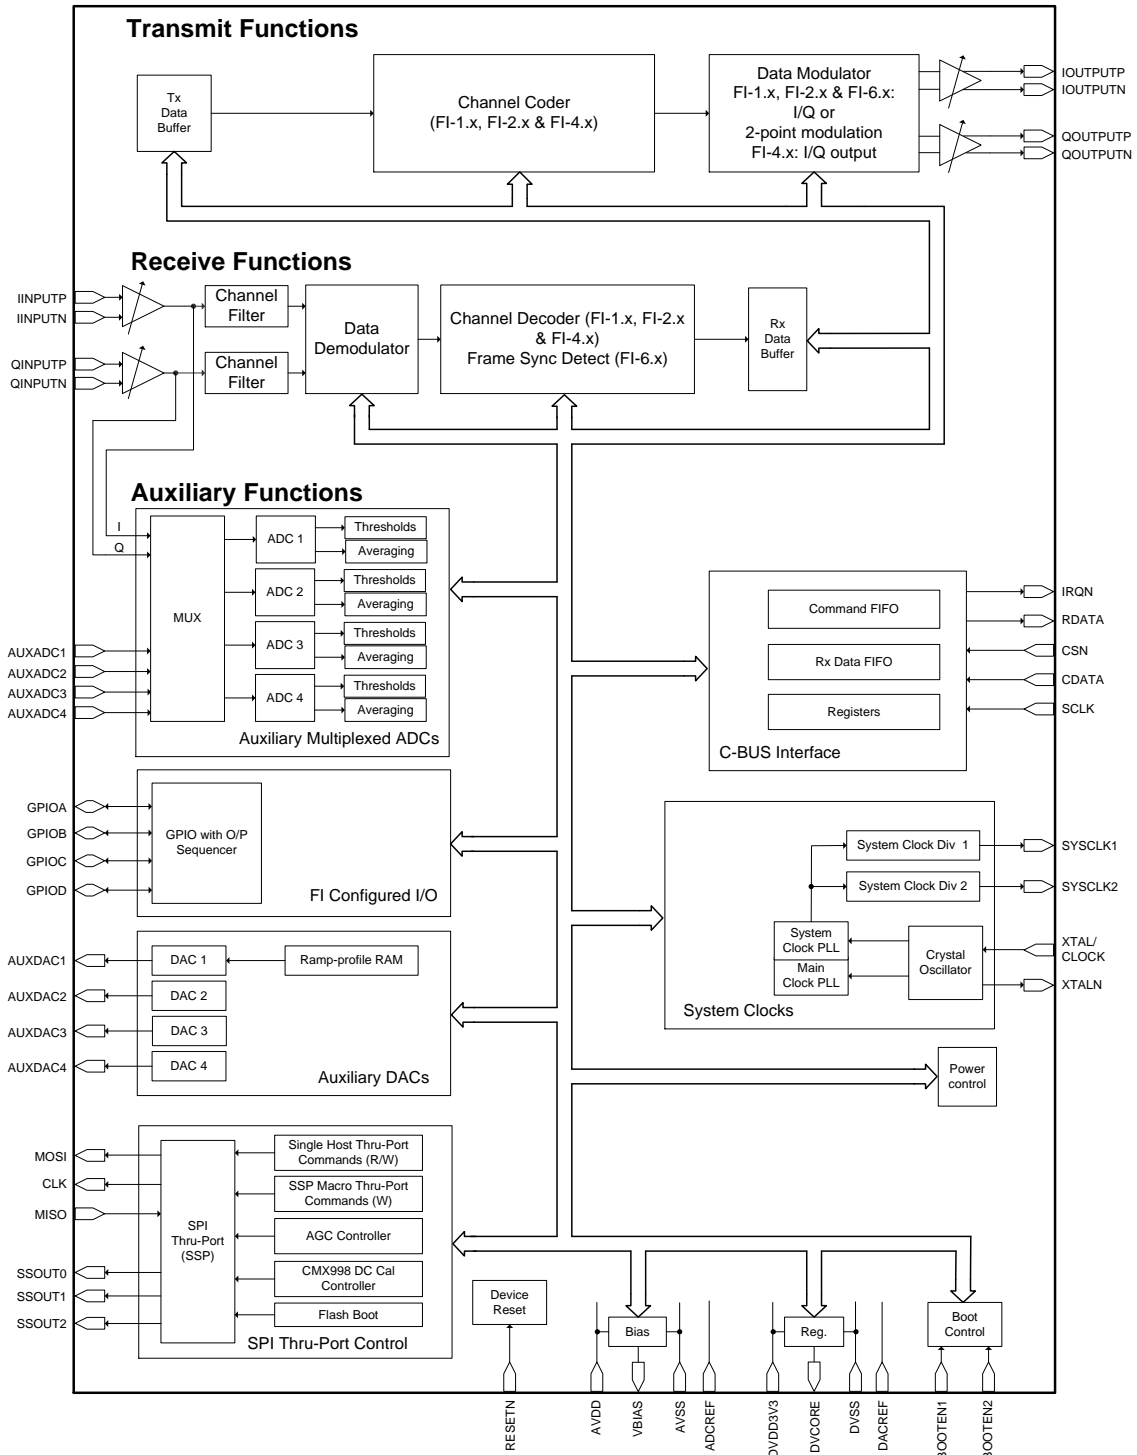 Transmit Functions
Tx
Data
Buffer
Channel Coder
(FI-1.x, FI-2.x & FI-4.x)
Data Modulator
FI-1.x, FI-2.x & FI-6.x:
I/Q or
2-point modulation
FI-4.x: I/Q output
IOUTPUTP
IOUTPUTN
QOUTPUTP
QOUTPUTN
Receive Functions
IINPUTP
IINPUTN
QINPUTP
QINPUTN
Channel
Filter
Channel
Filter
Data
Demodulator
Channel Decoder (FI-1.x, FI-2.x
& FI-4.x)
Frame Sync Detect (FI-6.x)
Rx
Data
Buffer
Auxiliary Functions
I
Q
MUX
ADC 1
Thresholds
Averaging
ADC 2
Thresholds
Averaging
ADC 3
Thresholds
Averaging
ADC 4
Thresholds
Averaging
AUXADC1
AUXADC2
AUXADC3
AUXADC4
Auxiliary Multiplexed ADCs
Command FIFO
Rx Data FIFO
Registers
C-BUS Interface
IRQN
RDATA
CSN
CDATA
SCLK
GPIOA
GPIOB
GPIOC
GPIOD
GPIO with O/P
Sequencer
FI Configured I/O
System Clock Div 1
System Clock Div 2
System
Clock PLL
Main
Clock PLL
Crystal
Oscillator
System Clocks
SYSCLK1
SYSCLK2
XTAL/
CLOCK
XTALN
AUXDAC1
AUXDAC2
AUXDAC3
AUXDAC4
DAC 1
Ramp-profile RAM
DAC 2
DAC 3
DAC 4
Auxiliary DACs
Power
control
MOSI
CLK
MISO
SSOUT0
SSOUT1
SSOUT2
SPI
Thru-Port
(SSP)
Single Host Thru-Port
Commands (R/W)
SSP Macro Thru-Port
Commands (W)
AGC Controller
CMX998 DC Cal
Controller
Flash Boot
SPI Thru-Port Control
Device
Reset
Bias
Reg.
Boot
Control
RESETN
AVDD
VBIAS
AVSS
ADCREF
DVDD3V3
DVCORE
DVSS
DACREF
BOOTEN1
BOOTEN2